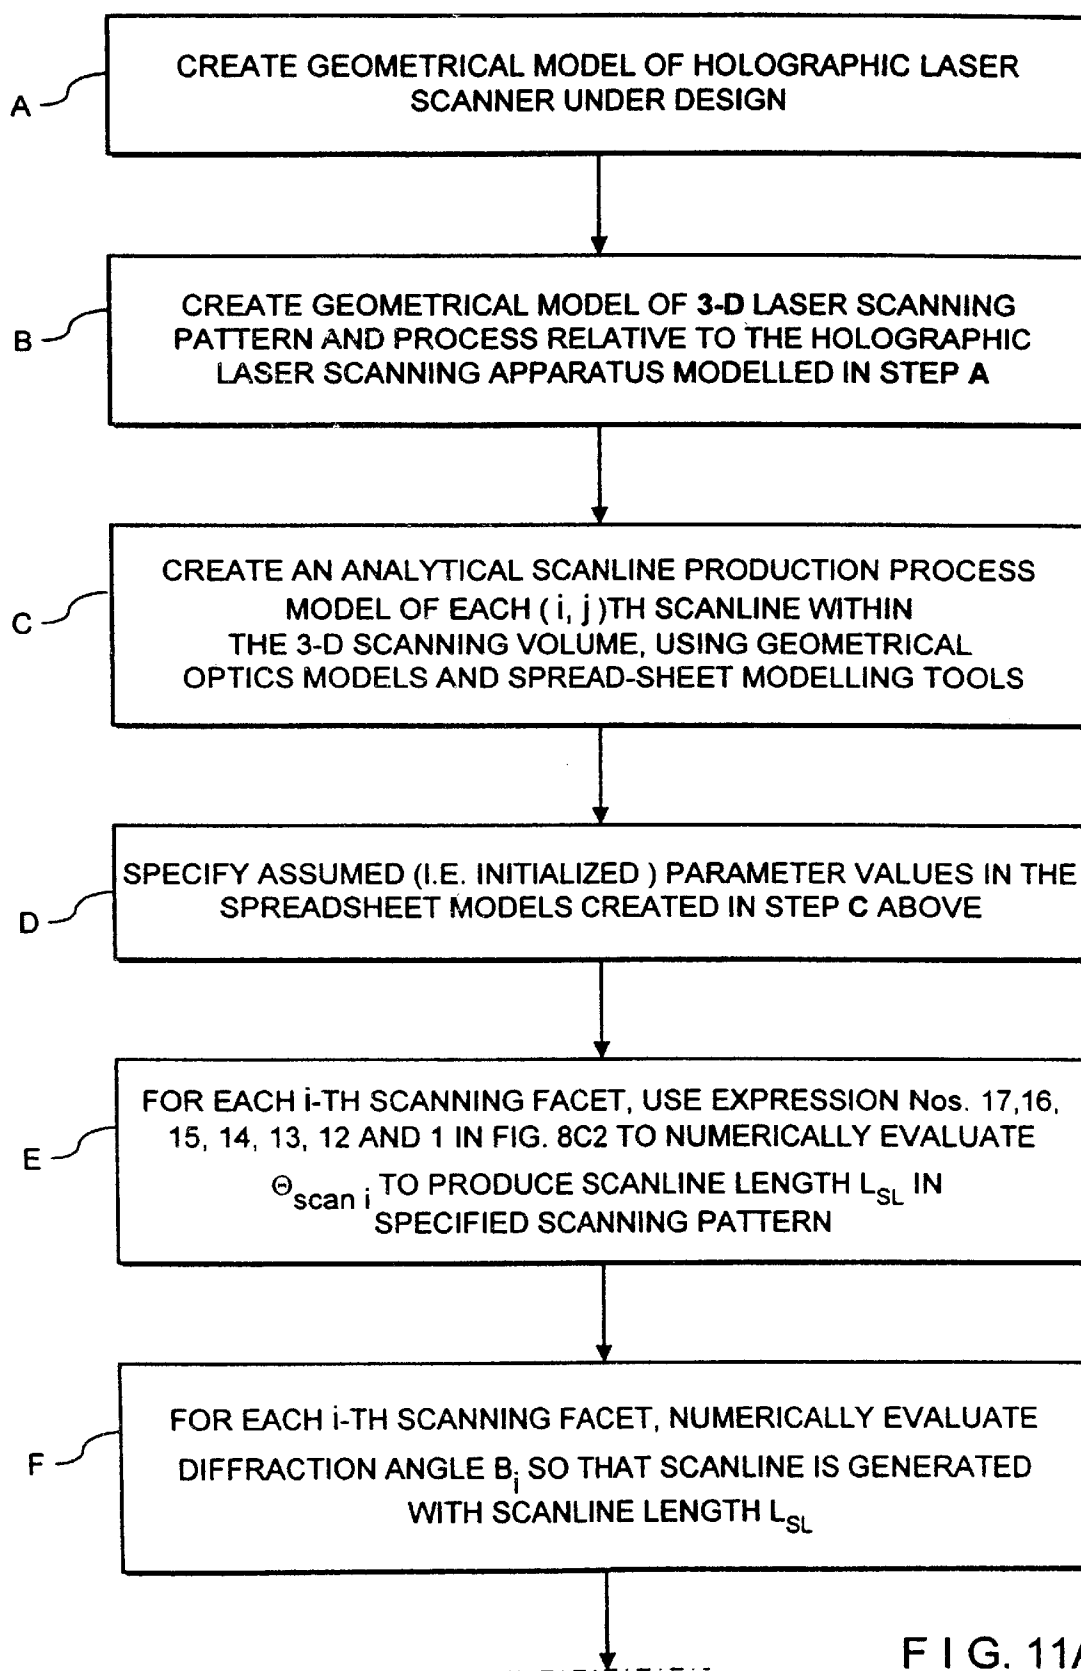 A
CREATE GEOMETRICAL MODEL OF HOLOGRAPHIC LASER
SCANNER UNDER DESIGN
B
CREATE GEOMETRICAL MODEL OF 3-D LASER SCANNING
PATTERN AND PROCESS RELATIVE TO THE HOLOGRAPHIC
LASER SCANNING APPARATUS MODELLED IN STEP A
C
CREATE AN ANALYTICAL SCANLINE PRODUCTION PROCESS
MODEL OF EACH ( i, j )TH SCANLINE WITHIN
THE 3-D SCANNING VOLUME, USING GEOMETRICAL
OPTICS MODELS AND SPREAD-SHEET MODELLING TOOLS
D
SPECIFY ASSUMED (I.E. INITIALIZED ) PARAMETER VALUES IN THE
SPREADSHEET MODELS CREATED IN STEP C ABOVE
E
FOR EACH i-TH SCANNING FACET, USE EXPRESSION Nos. 17,16,
15, 14, 13, 12 AND 1 IN FIG. 8C2 TO NUMERICALLY EVALUATE
Θscan i TO PRODUCE SCANLINE LENGTH LSL IN
SPECIFIED SCANNING PATTERN
F
FOR EACH i-TH SCANNING FACET, NUMERICALLY EVALUATE
DIFFRACTION ANGLE Bi SO THAT SCANLINE IS GENERATED
WITH SCANLINE LENGTH LSL
F I G. 11A